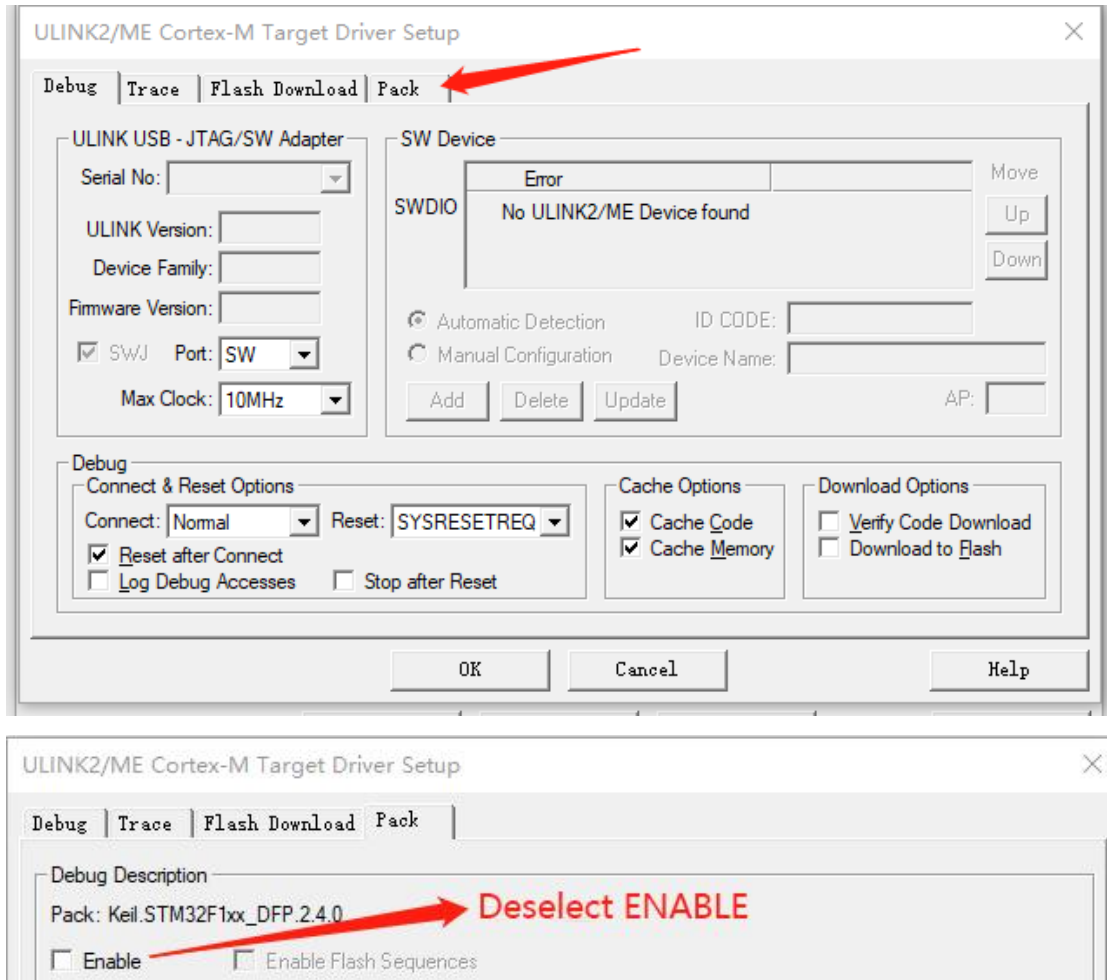 ULINK2/ME Cortex-M Target Driver Setup
Debug Trace Flash Download Pack
ULINK USB - JTAG/SW Adapter
Serial No:
ULINK Version:
Device Family:
Firmware Version:
SWJ Port: SW
Max Clock: 10MHz
SW Device
Error
SWDIO No ULINK2/ME Device found
Move
Up
Down
Automatic Detection ID CODE:
Manual Configuration Device Name:
Add Delete Update AP:
Debug
Connect & Reset Options
Connect: Normal Reset: SYSRESETREQ
Reset after Connect
Log Debug Accesses Stop after Reset
Cache Options
Cache Code
Cache Memory
Download Options
Verify Code Download
Download to Flash
OK Cancel Help
ULINK2/ME Cortex-M Target Driver Setup
Debug Trace Flash Download Pack
Debug Description
Pack: Keil.STM32F1xx_DFP.2.4.0
Deselect ENABLE
Enable Enable Flash Sequences